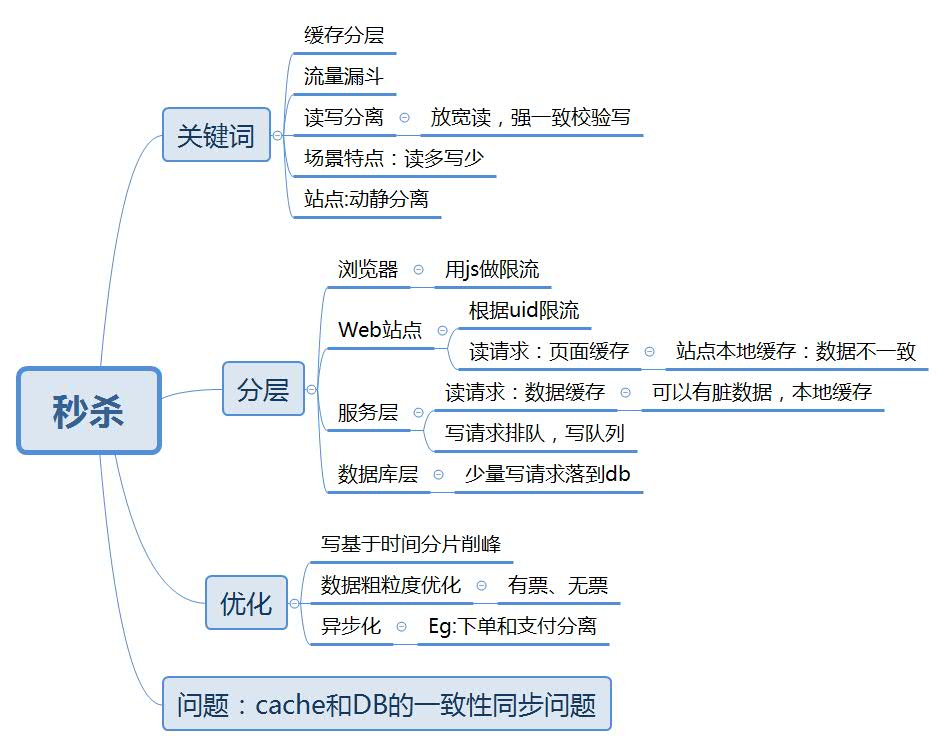 秒杀
关键词
缓存分层
流量漏斗
读写分离
放宽读，强一致校验写
场景特点：读多写少
站点:动静分离
分层
浏览器
用js做限流
Web站点
根据uid限流
读请求：页面缓存
站点本地缓存：数据不一致
服务层
读请求：数据缓存
可以有脏数据，本地缓存
写请求排队，写队列
数据库层
少量写请求落到db
优化
写基于时间分片削峰
数据粗粒度优化
有票、无票
异步化
Eg:下单和支付分离
问题：cache和DB的一致性同步问题